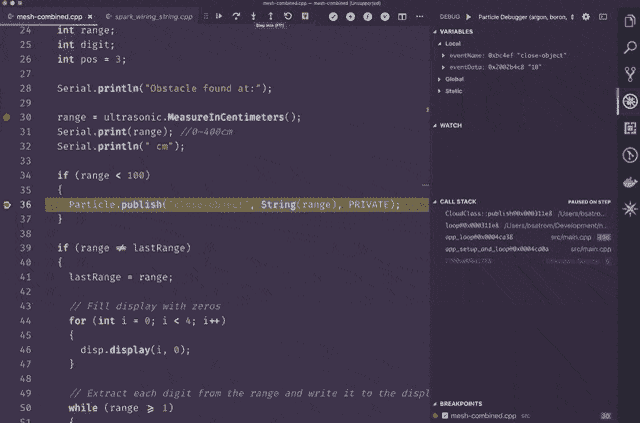 mesh-combined.cpp — mesh-combined (Workspace)
mesh-combined.cpp
spark_wiring_string.cpp
DEBUG
Particle Debugger (argon, boron,
24 int range;
25 int digit;
26 int pos = 3;
27
28 Serial.println("Obstacle found at:");
29
30 range = ultrasonic.MeasureInCentimeters();
31 Serial.print(range); //0~400cm
32 Serial.println(" cm");
33
34 if (range < 100)
35 {
36 Particle.publish("close-object", String(range), PRIVATE);
37 }
38
39 if (range ≠ lastRange)
40 {
41 lastRange = range;
42
43 // Fill display with zeros
44 for (int i = 0; i < 4; i++)
45 {
46 disp.display(i, 0);
47 }
48
49 // Extract each digit from the range and write it to the displ
50 while (range ⩾ 1)
51 {
VARIABLES
Local
eventName: 0xbc4ef "close-object"
eventData: 0x2002b4c8 "10"
Global
Static
WATCH
CALL STACK
PAUSED ON STEP
CloudClass::publish@0x000311e8 /Users/bsatrom
loop@0x000311e8 /Users/bsatrom/Development/n
app_loop@0x0004ca38 src/main.cpp
app_setup_and_loop@0x0004cd0a src/main.cpp
BREAKPOINTS
mesh-combined.cpp src 30